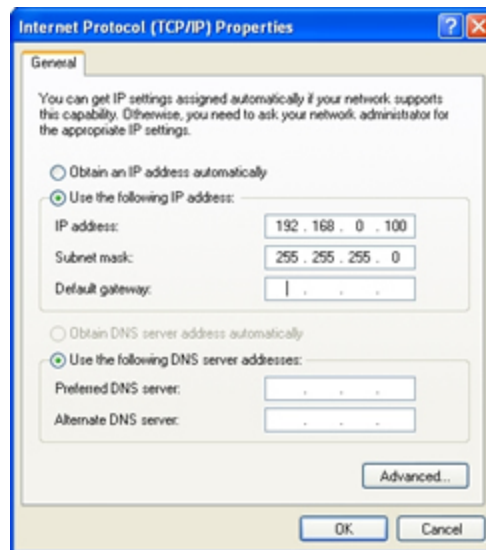 Internet Protocol (TCP/IP) Properties
General
You can get IP settings assigned automatically if your network supports
this capability. Otherwise, you need to ask your network administrator for
the appropriate IP settings.
Obtain an IP address automatically
Use the following IP address:
IP address: 192 . 168 . 0 . 100
Subnet mask: 255 . 255 . 255 . 0
Default gateway: . . .
Obtain DNS server address automatically
Use the following DNS server addresses:
Preferred DNS server: . . .
Alternate DNS server: . . .
Advanced...
OK Cancel